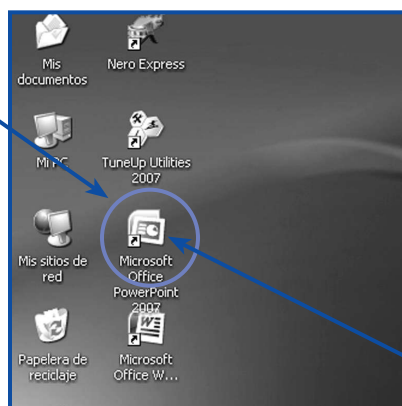 Mis
documentos
Nero Express
Mi PC
TuneUp Utilities
2007
Mis sitios de
red
Microsoft
Office
PowerPoint
2007
Papelera de
reciclaje
Microsoft
Office W...